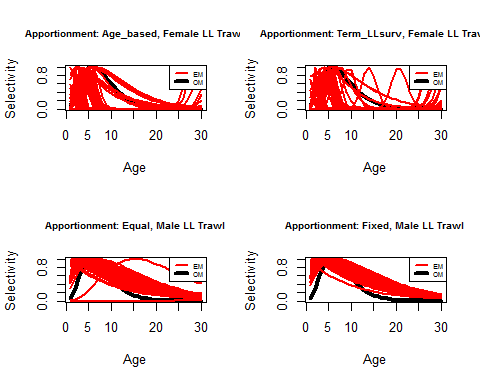 Apportionment: Age_based, Female LL Traw
Selectivity
0.0
0.8
EM
OM
0 5 10 20 30
Age
Apportionment: Term_LLsurv, Female LL Traw
Selectivity
0.0
0.8
EM
OM
0 5 10 20 30
Age
Apportionment: Equal, Male LL Trawl
Selectivity
0.0
0.8
EM
OM
0 5 10 20 30
Age
Apportionment: Fixed, Male LL Trawl
Selectivity
0.0
0.8
EM
OM
0 5 10 20 30
Age